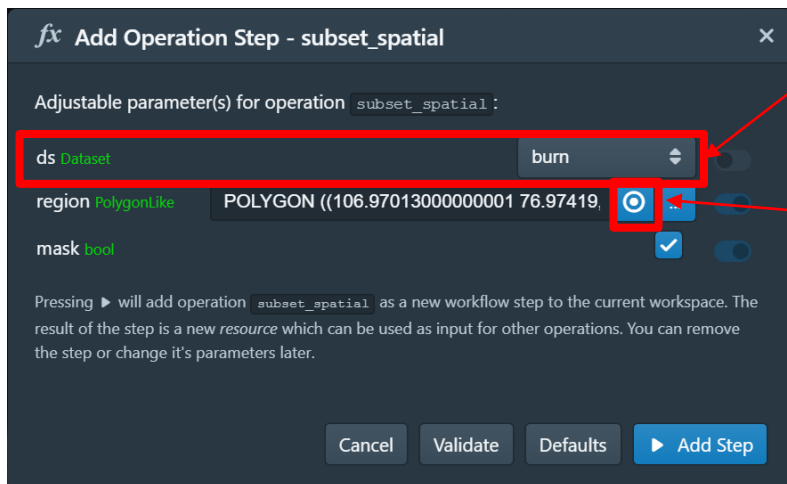 fx Add Operation Step - subset_spatial
Adjustable parameter(s) for operation subset_spatial:
ds Dataset burn
region PolygonLike POLYGON ((106.97013000000001 76.97419,
mask bool
Pressing ▶ will add operation subset_spatial as a new workflow step to the current workspace. The
result of the step is a new resource which can be used as input for other operations. You can remove
the step or change it's parameters later.
Cancel Validate Defaults Add Step